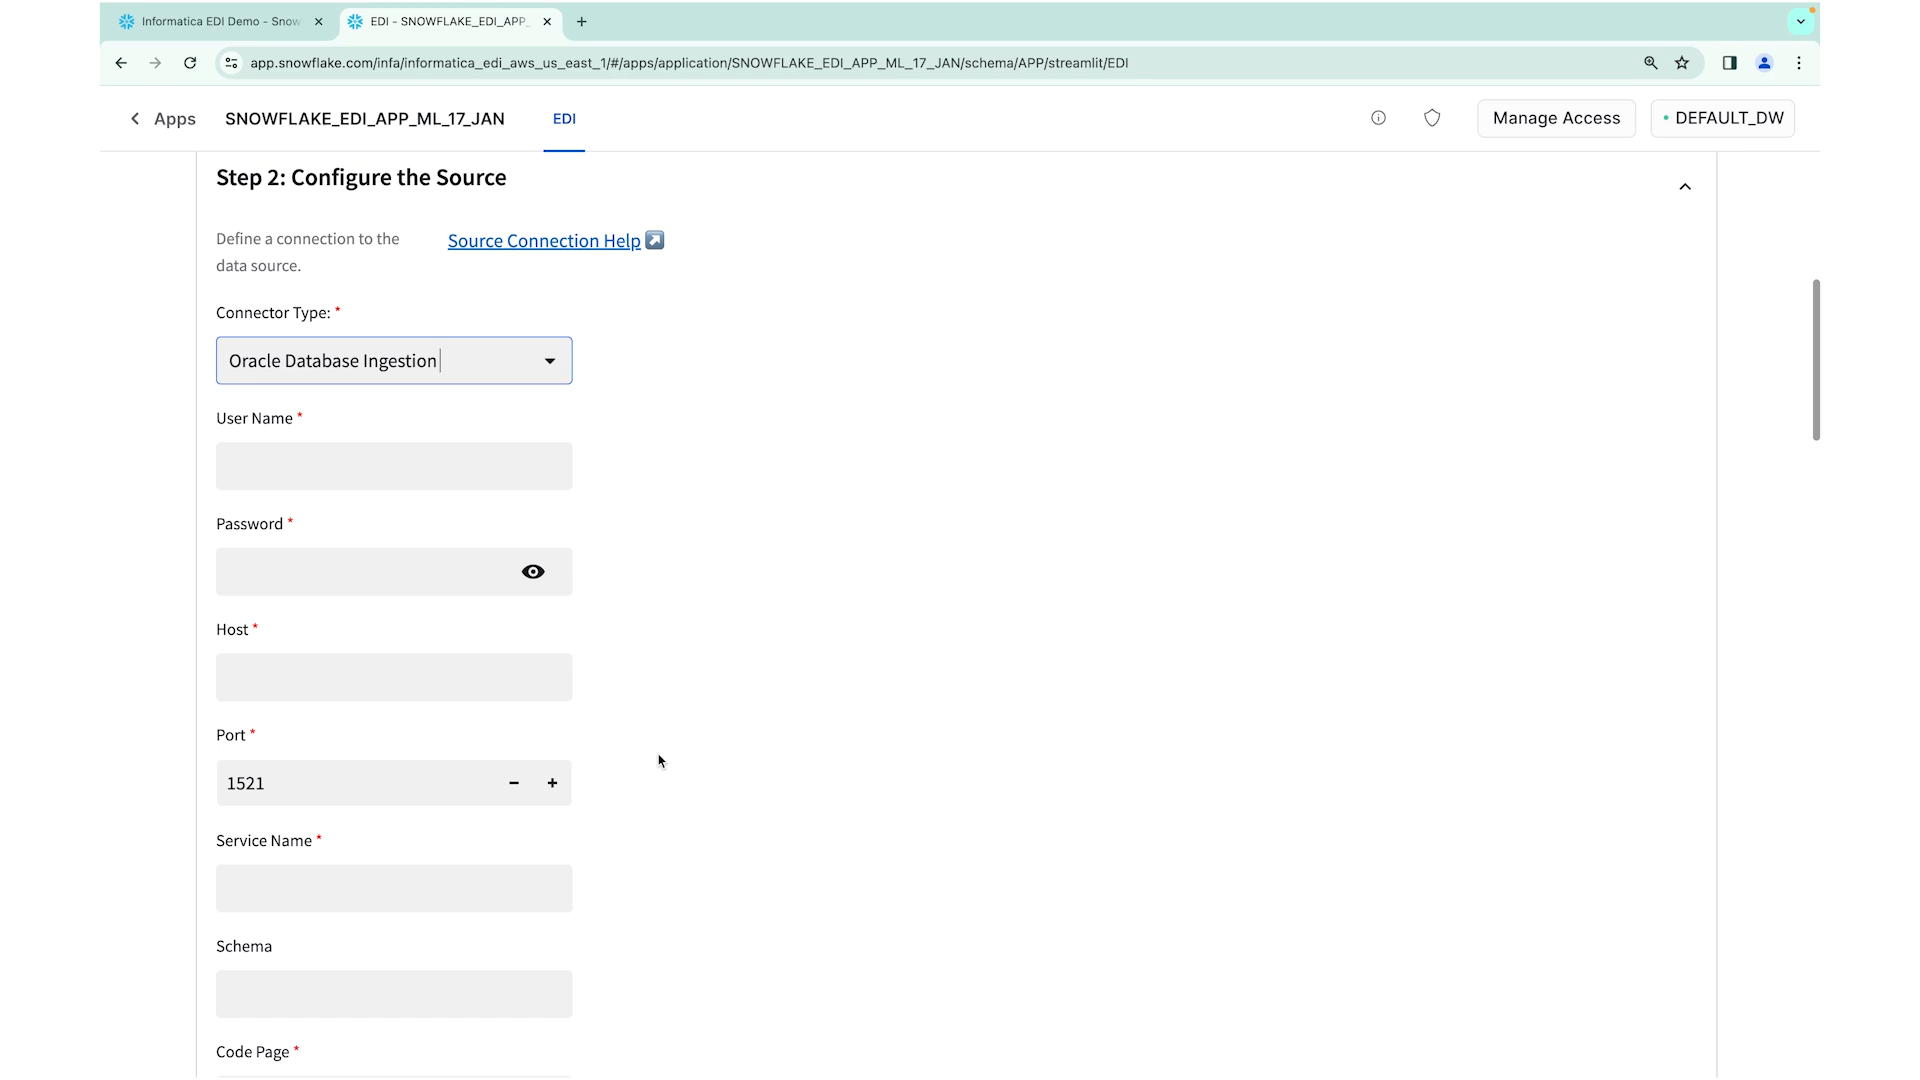 Informatica EDI Demo - Snow
EDI - SNOWFLAKE_EDI_APP_
app.snowflake.com/infa/informatica_edi_aws_us_east_1/#/apps/application/SNOWFLAKE_EDI_APP_ML_17_JAN/schema/APP/streamlit/EDI
Apps SNOWFLAKE_EDI_APP_ML_17_JAN EDI Manage Access DEFAULT_DW
Step 2: Configure the Source
Define a connection to the
data source.
Source Connection Help
Connector Type: *
Oracle Database Ingestion
User Name *
Password *
Host *
Port *
1521
Service Name *
Schema
Code Page *